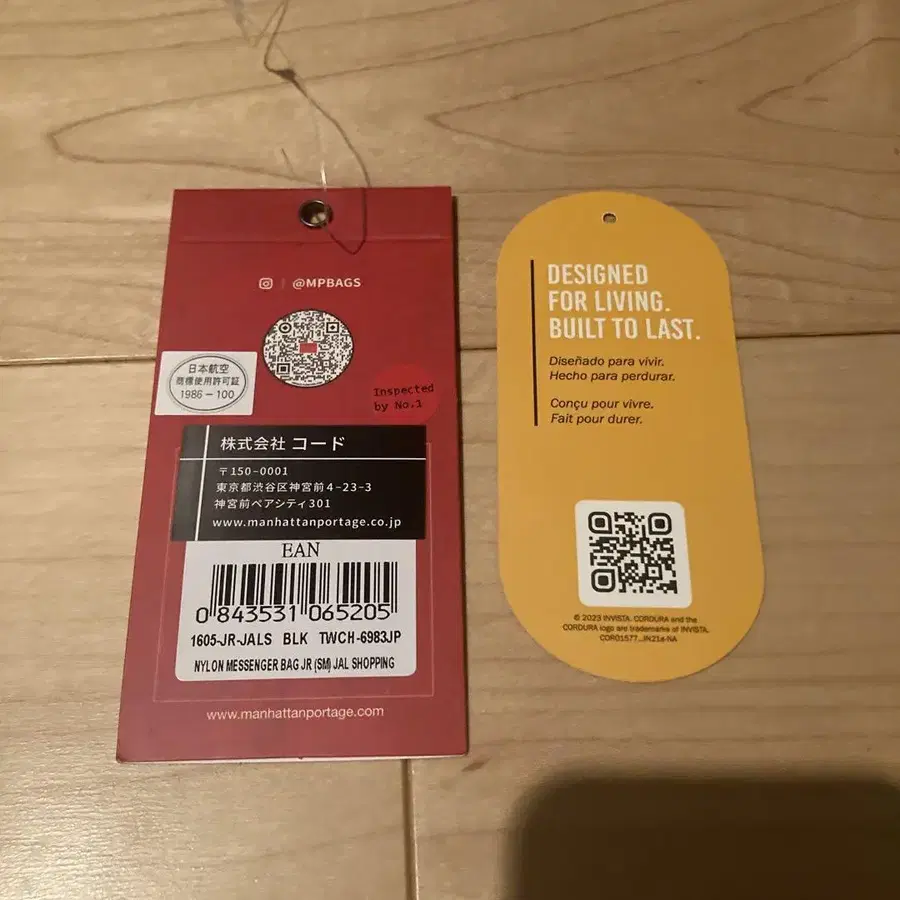 @MPBAGS
日本航空
商標使用許可証
1986－100
Inspected
by No.1
株式会社 コード
〒150-0001
東京都渋谷区神宮前4-23-3
神宮前ペアシティ301
www.manhattanportage.co.jp
EAN
0 843531 065205
1605-JR-JALS BLK TWCH-6983JP
NYLON MESSENGER BAG JR (SM) JAL SHOPPING
www.manhattanportage.com
DESIGNED
FOR LIVING.
BUILT TO LAST.
Diseñado para vivir.
Hecho para perdurar.
Conçu pour vivre.
Fait pour durer.
© 2023 INVISTA. CORDURA and the
CORDURA logo are trademarks of INVISTA.